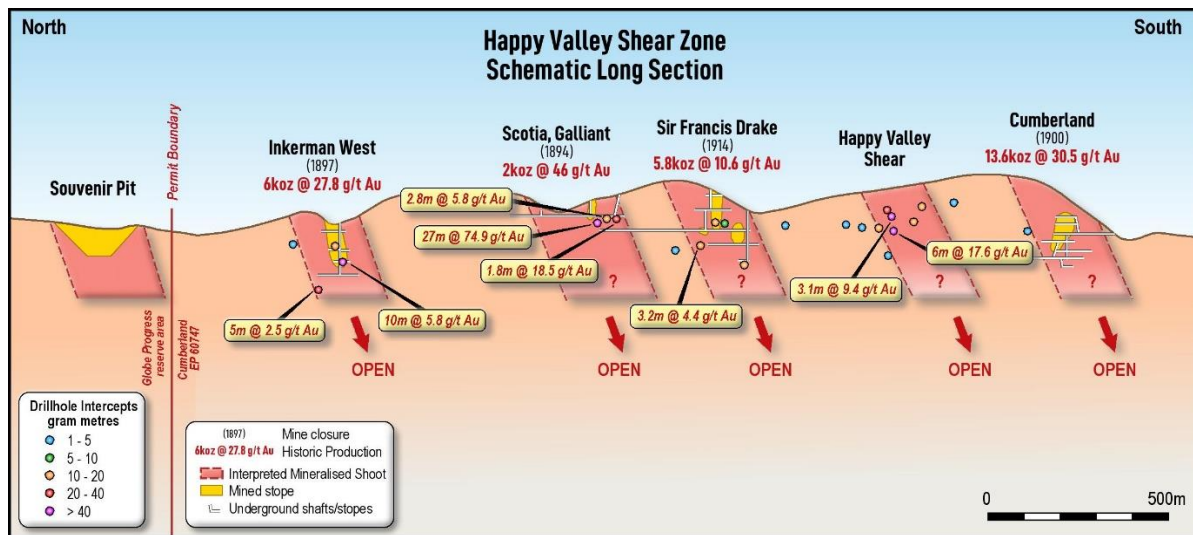 North
South
Happy Valley Shear Zone
Schematic Long Section
Permit Boundary
Souvenir Pit
Inkerman West
(1897)
6koz @ 27.8 g/t Au
Scotia, Galliant
(1894)
2koz @ 46 g/t Au
Sir Francis Drake
(1914)
5.8koz @ 10.6 g/t Au
Happy Valley
Shear
Cumberland
(1900)
13.6koz @ 30.5 g/t Au
2.8m @ 5.8 g/t Au
27m @ 74.9 g/t Au
1.8m @ 18.5 g/t Au
3.2m @ 4.4 g/t Au
6m @ 17.6 g/t Au
3.1m @ 9.4 g/t Au
5m @ 2.5 g/t Au
10m @ 5.8 g/t Au
?
?
?
?
OPEN
OPEN
OPEN
OPEN
OPEN
Globe Progress
reserve area
Cumberland
EP 60747
Drillhole Intercepts
gram metres
1 - 5
5 - 10
10 - 20
20 - 40
> 40
(1897) Mine closure
6koz @ 27.8 g/t Au Historic Production
Interpreted Mineralised Shoot
Mined stope
Underground shafts/stopes
0 500m